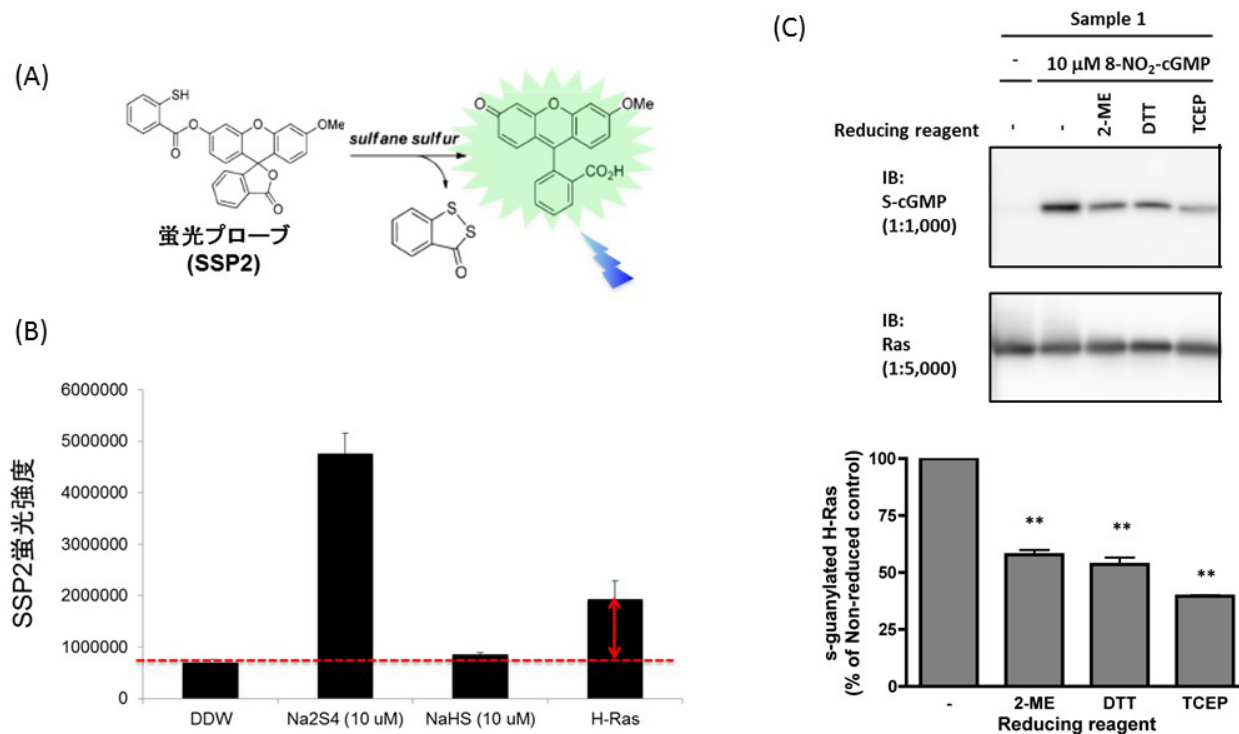 (A)
SH
O
O
O
OMe
O
O
蛍光プローブ
(SSP2)
sulfane sulfur
S
S
O
O
O
OMe
CO₂H
(B)
SSP2蛍光強度
6000000
5000000
4000000
3000000
2000000
1000000
0
DDW
Na2S4 (10 uM)
NaHS (10 uM)
H-Ras
(C)
Sample 1
- 10 μM 8-NO₂-cGMP
Reducing reagent - - 2-ME DTT TCEP
IB:
S-cGMP
(1:1,000)
IB:
Ras
(1:5,000)
s-guanylated H-Ras
(% of Non-reduced control)
100
75
50
25
0
** ** **
- 2-ME DTT TCEP
Reducing reagent